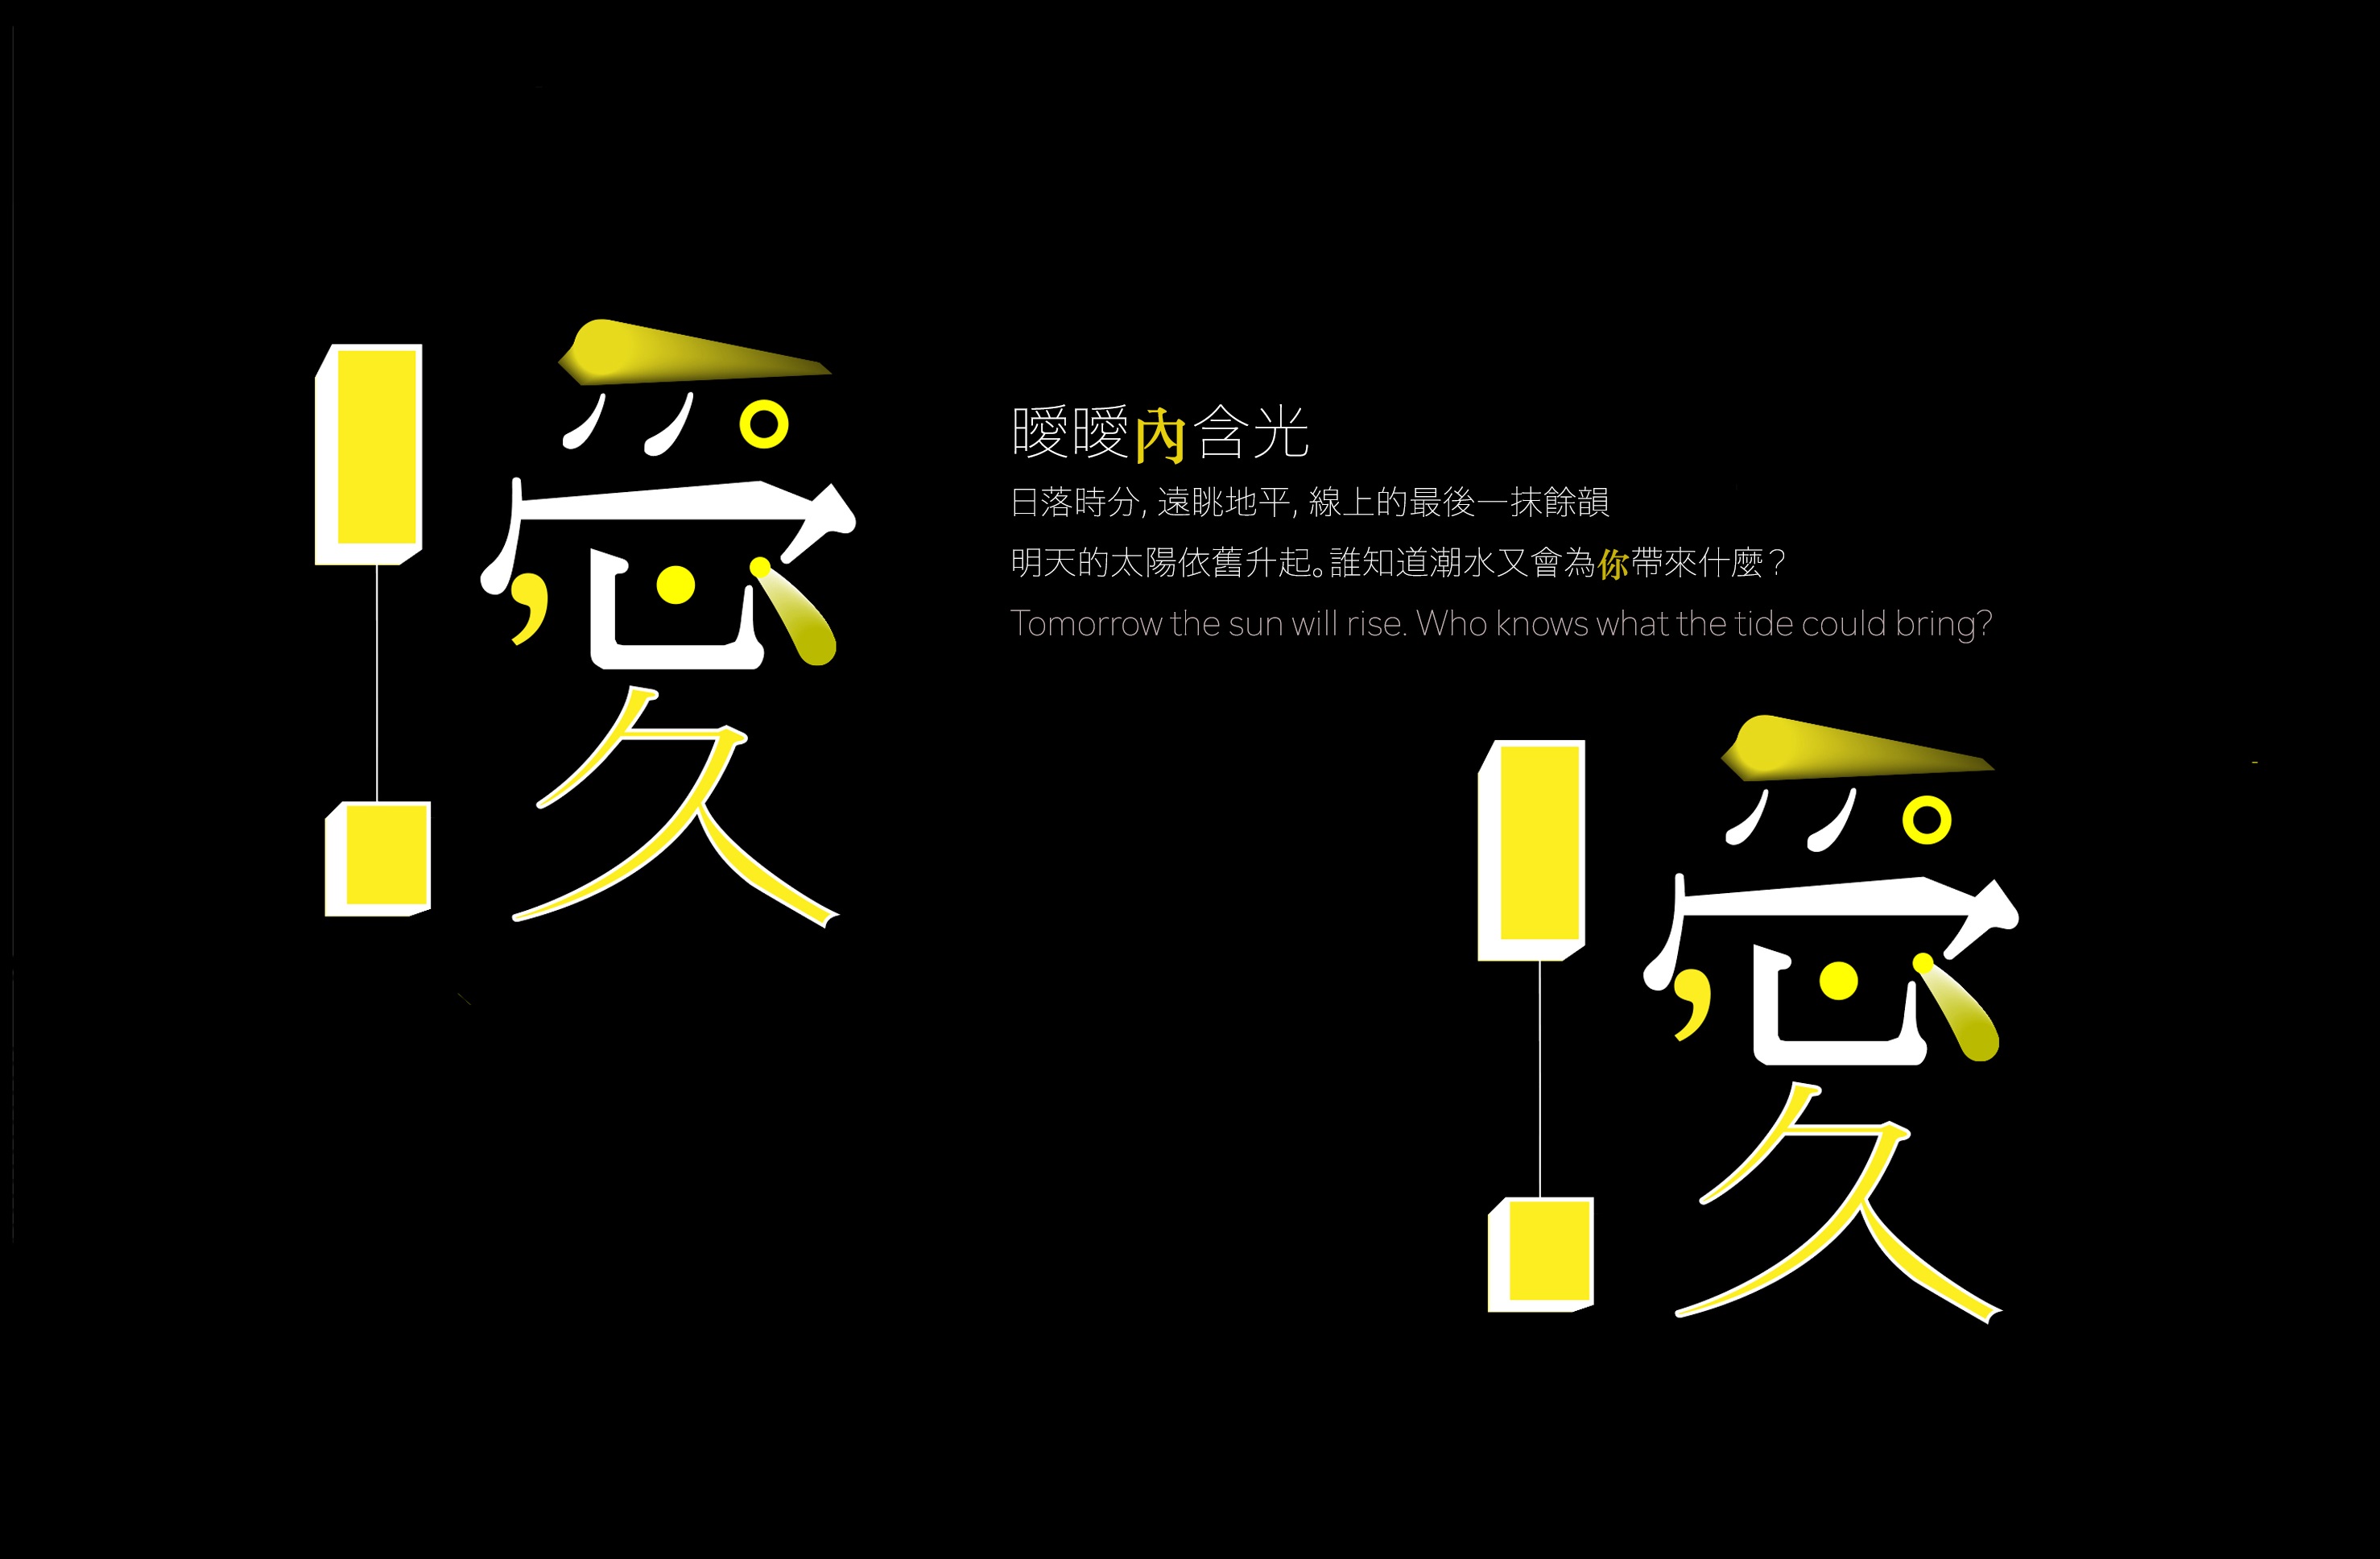 曖
曖曖內含光
日落時分, 遠眺地平, 線上的最後一抹餘韻
明天的太陽依舊升起。誰知道潮水又會為你帶來什麼？
Tomorrow the sun will rise. Who knows what the tide could bring?
曖